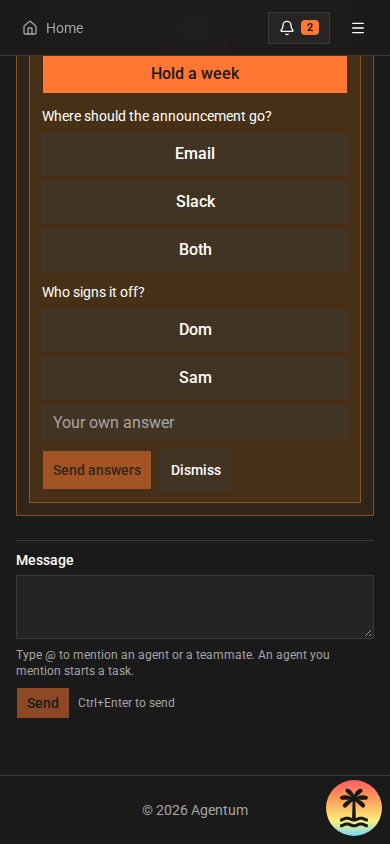 Home
2
Hold a week
Where should the announcement go?
Email
Slack
Both
Who signs it off?
Dom
Sam
Your own answer
Send answers
Dismiss
Message
Type @ to mention an agent or a teammate. An agent you
mention starts a task.
Send
Ctrl+Enter to send
© 2026 Agentum